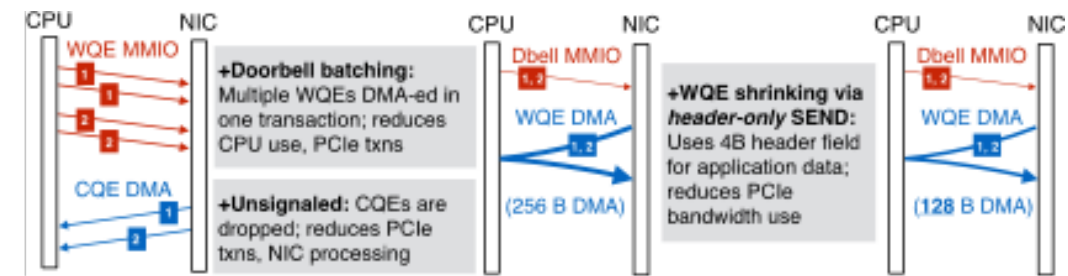 CPU NIC
WQE MMIO
1
1
2
2
CQE DMA
1
2
+Doorbell batching:
Multiple WQEs DMA-ed in
one transaction; reduces
CPU use, PCIe txns
+Unsignaled: CQEs are
dropped; reduces PCIe
txns, NIC processing
CPU NIC
Dbell MMIO
1, 2
WQE DMA
1, 2
(256 B DMA)
+WQE shrinking via
header-only SEND:
Uses 4B header field
for application data;
reduces PCIe
bandwidth use
CPU NIC
Dbell MMIO
1, 2
WQE DMA
1, 2
(128 B DMA)